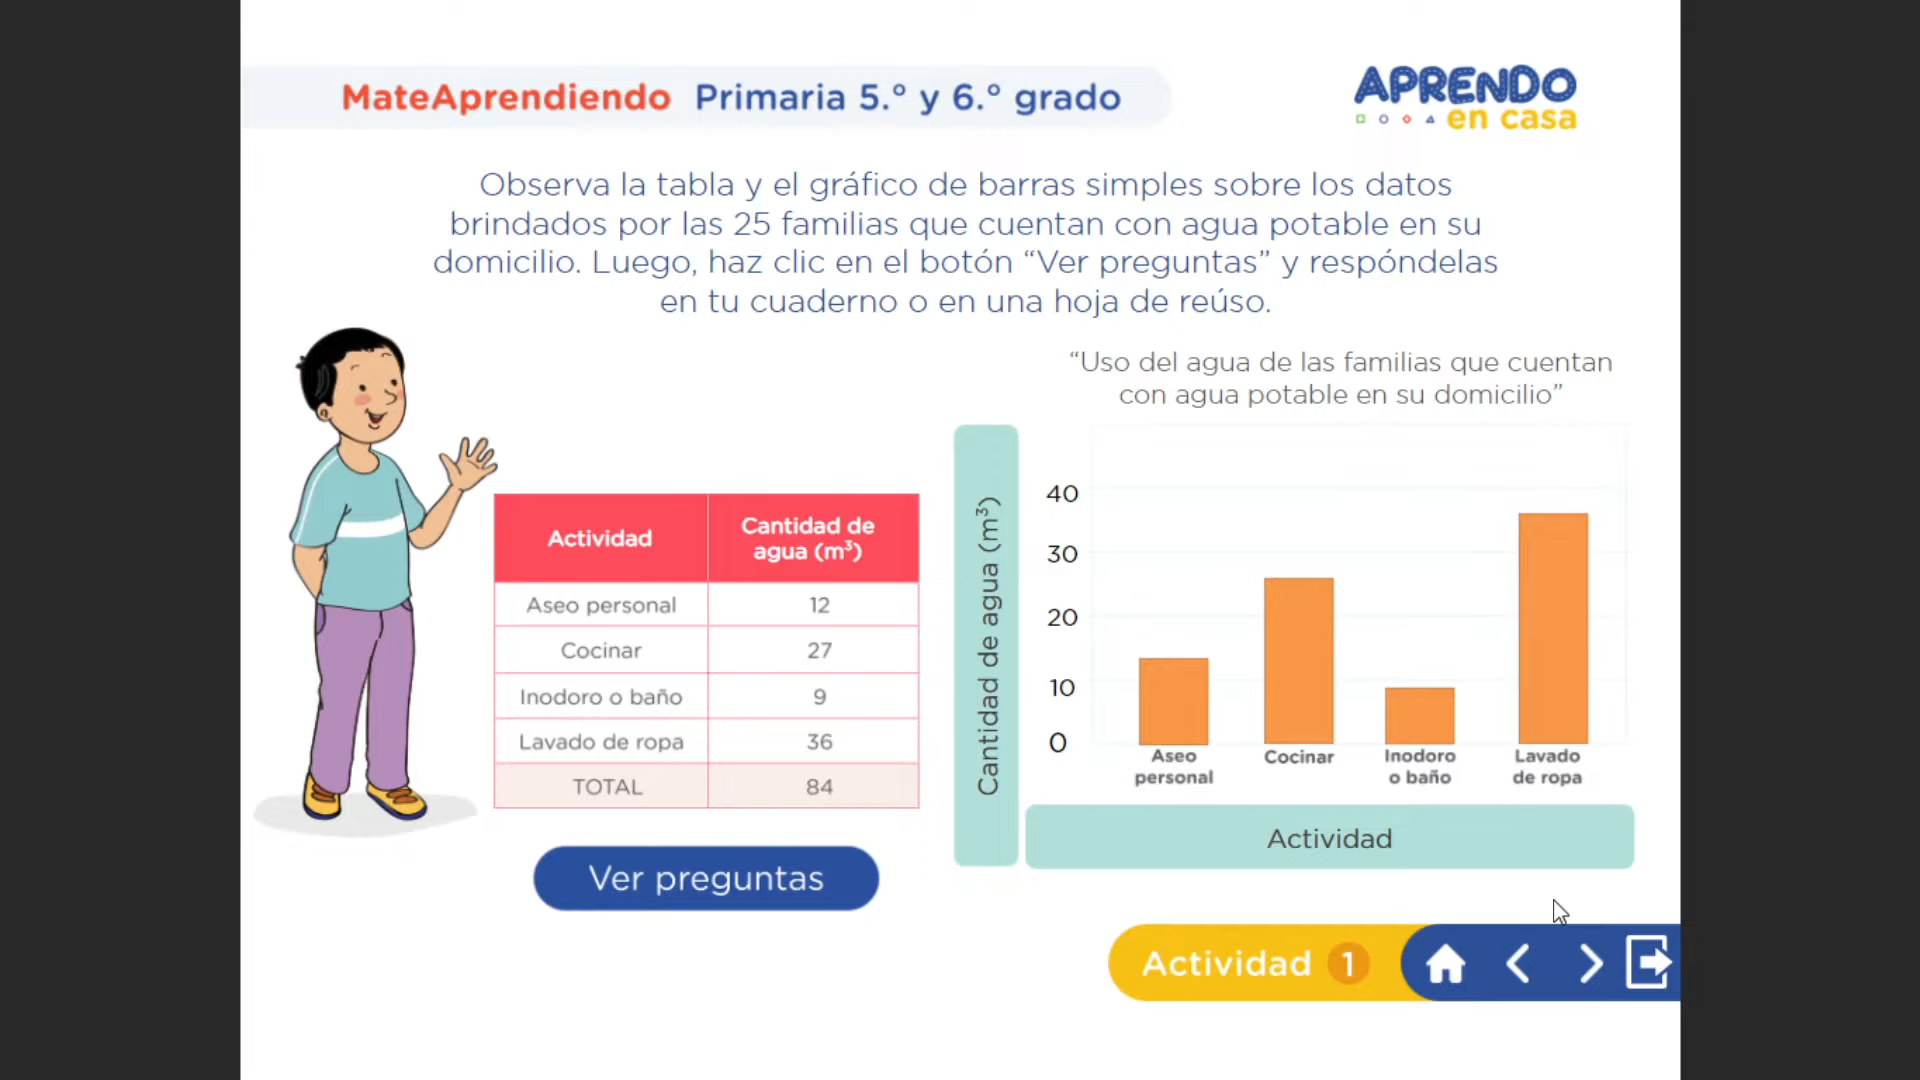 MateAprendiendo Primaria 5.° y 6.° grado
APRENDO
en casa
Observa la tabla y el gráfico de barras simples sobre los datos
brindados por las 25 familias que cuentan con agua potable en su
domicilio. Luego, haz clic en el botón “Ver preguntas” y respóndelas
en tu cuaderno o en una hoja de reúso.
Actividad Cantidad de
agua (m³)
Aseo personal 12
Cocinar 27
Inodoro o baño 9
Lavado de ropa 36
TOTAL 84
Ver preguntas
“Uso del agua de las familias que cuentan
con agua potable en su domicilio”
Cantidad de agua (m³)
40
30
20
10
0
Aseo
personal
Cocinar
Inodoro
o baño
Lavado
de ropa
Actividad
Actividad 1